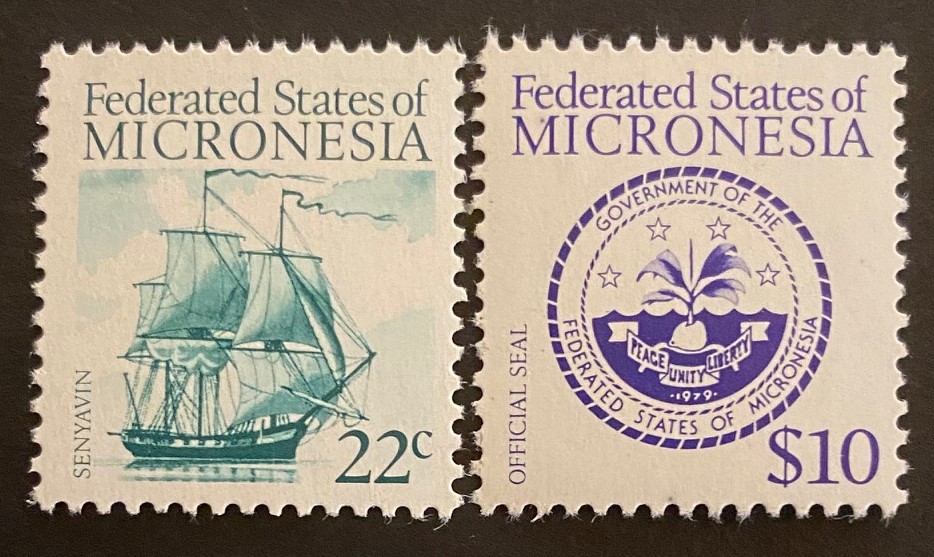 Federated States of
MICRONESIA
SENYAVIN
22c
Federated States of
MICRONESIA
GOVERNMENT OF THE
FEDERATED STATES OF MICRONESIA
PEACE UNITY LIBERTY
·1979·
OFFICIAL SEAL
$10